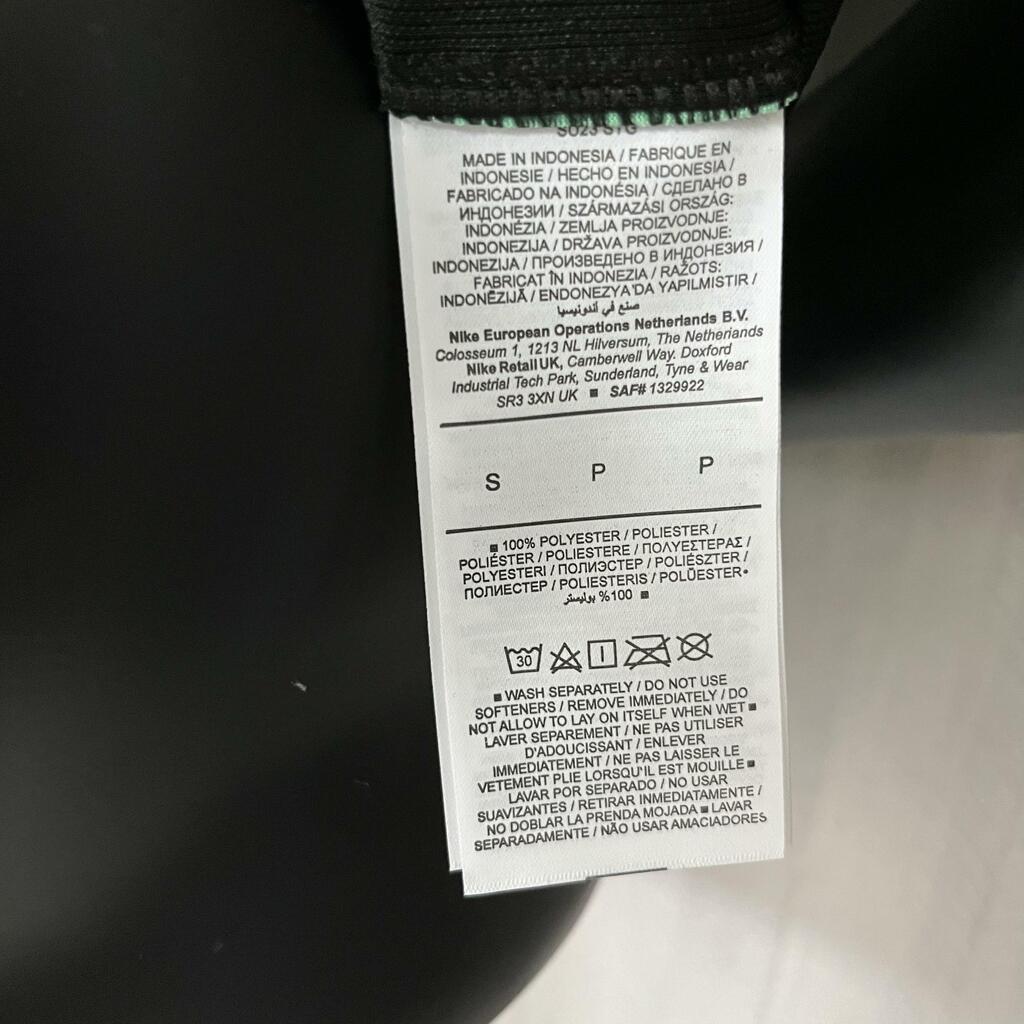 SU23 STG
MADE IN INDONESIA / FABRIQUE EN
INDONESIE / HECHO EN INDONESIA /
FABRICADO NA INDONÉSIA / СДЕЛАНО В
ИНДОНЕЗИИ / SZÁRMAZÁSI ORSZÁG:
INDONÉZIA / ZEMLJA PROIZVODNJE:
INDONEZIJA / DRŽAVA PROIZVODNJE:
INDONEZIJA / ПРОИЗВЕДЕНО В ИНДОНЕЗИЯ /
FABRICAT ÎN INDONEZIA / RAŽOTS:
INDONĒZIJĀ / ENDONEZYA'DA YAPILMISTIR /
صنع في أندونيسيا
Nike European Operations Netherlands B.V.
Colosseum 1, 1213 NL Hilversum, The Netherlands
Nike Retail UK, Camberwell Way. Doxford
Industrial Tech Park, Sunderland, Tyne & Wear
SR3 3XN UK ■ SAF# 1329922
S P P
■ 100% POLYESTER / POLIESTER /
POLIÉSTER / POLIESTERE / ΠΟΛΥΕΣΤΕΡΑΣ /
POLYESTERI / ПОЛИЭСТЕР / POLIÉSZTER /
ПОЛИЕСТЕР / POLIESTERIS / POLÜESTER•
100% بوليستر ■
30
■ WASH SEPARATELY / DO NOT USE
SOFTENERS / REMOVE IMMEDIATELY / DO
NOT ALLOW TO LAY ON ITSELF WHEN WET ■
LAVER SEPAREMENT / NE PAS UTILISER
D'ADOUCISSANT / ENLEVER
IMMEDIATEMENT / NE PAS LAISSER LE
VETEMENT PLIE LORSQU'IL EST MOUILLE ■
LAVAR POR SEPARADO / NO USAR
SUAVIZANTES / RETIRAR INMEDIATAMENTE /
NO DOBLAR LA PRENDA MOJADA ■ LAVAR
SEPARADAMENTE / NÃO USAR AMACIADORES